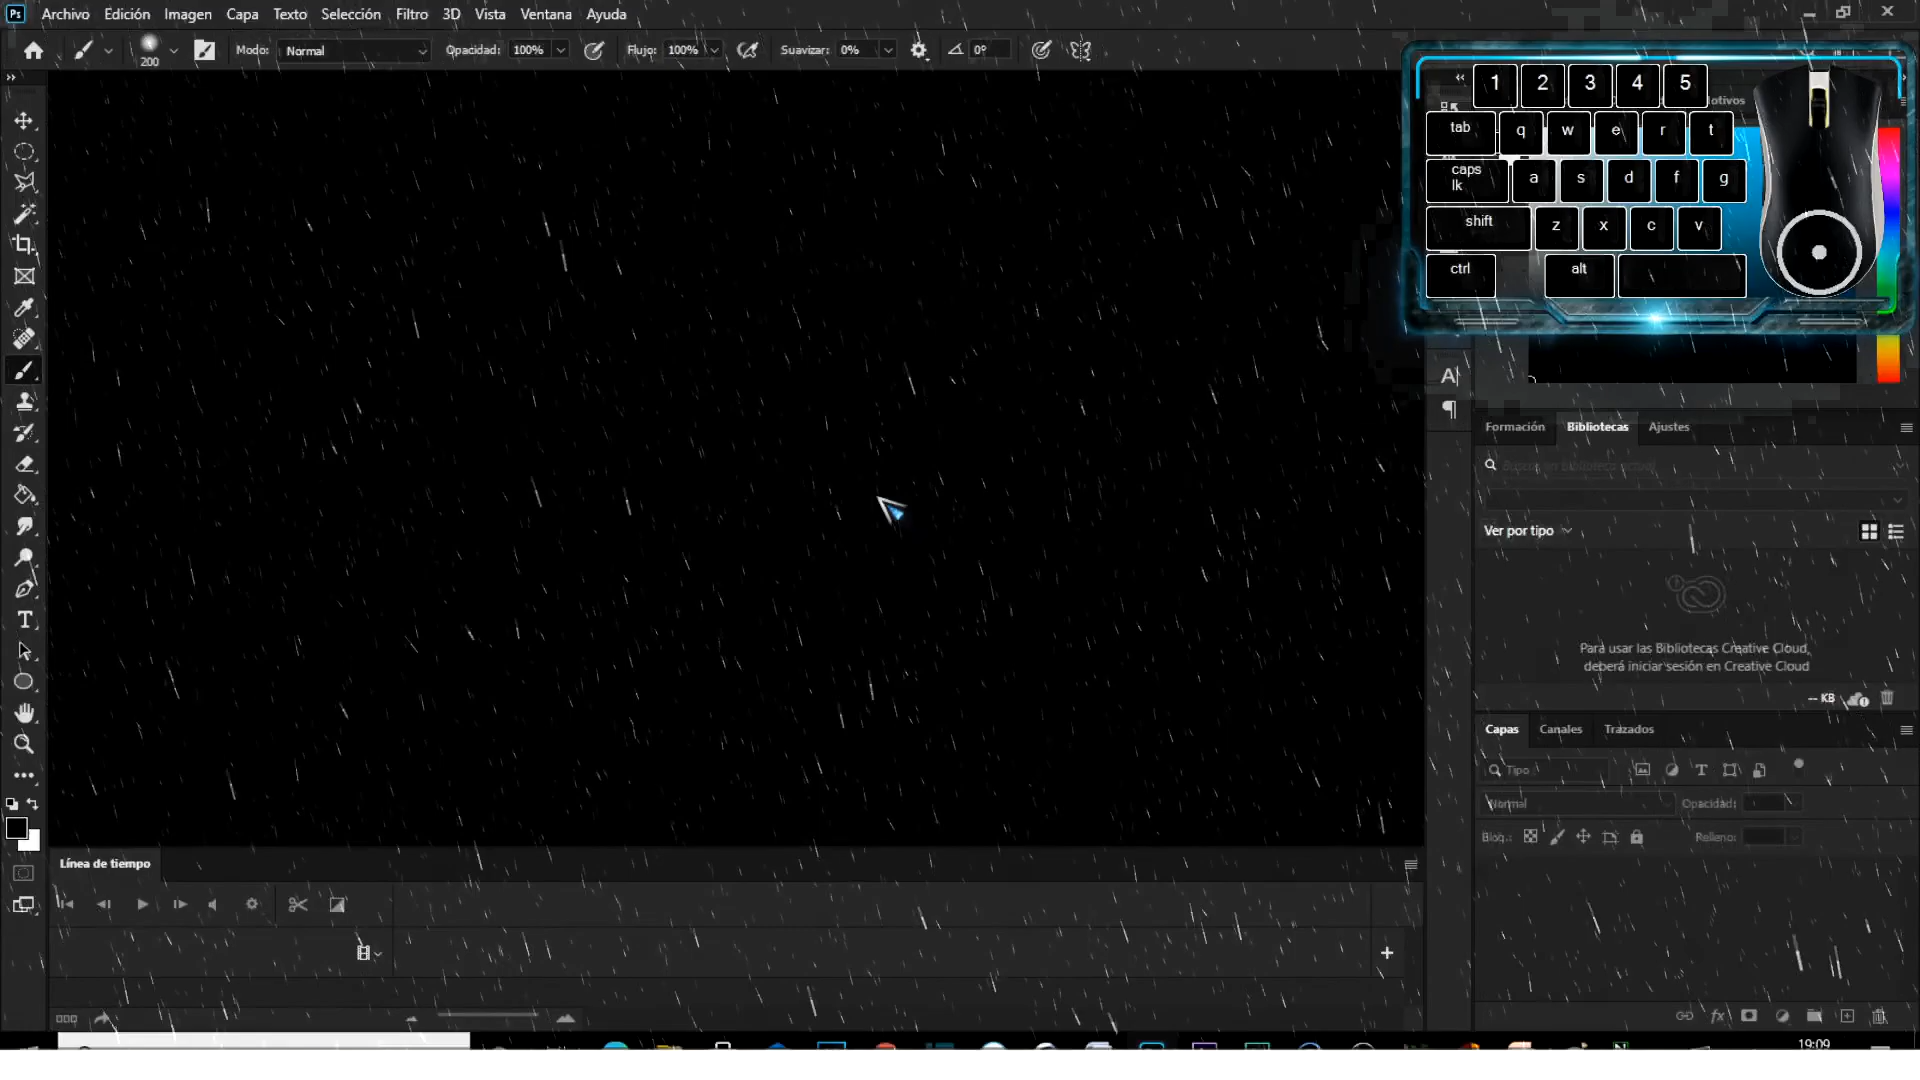 Ps Archivo Edición Imagen Capa Texto Selección Filtro 3D Vista Ventana Ayuda
200 Modo: Normal Opacidad: 100% Flujo: 100% Suavizar: 0% 0°
1 2 3 4 5
tab q w e r t
caps lk a s d f g
shift z x c v
ctrl alt
Formación Bibliotecas Ajustes
Ver por tipo
Para usar las Bibliotecas Creative Cloud,
deberá iniciar sesión en Creative Cloud
-- KB
Capas Canales Trazados
Tipo
Normal Opacidad:
Bloq.: Relleno:
Línea de tiempo
19:09